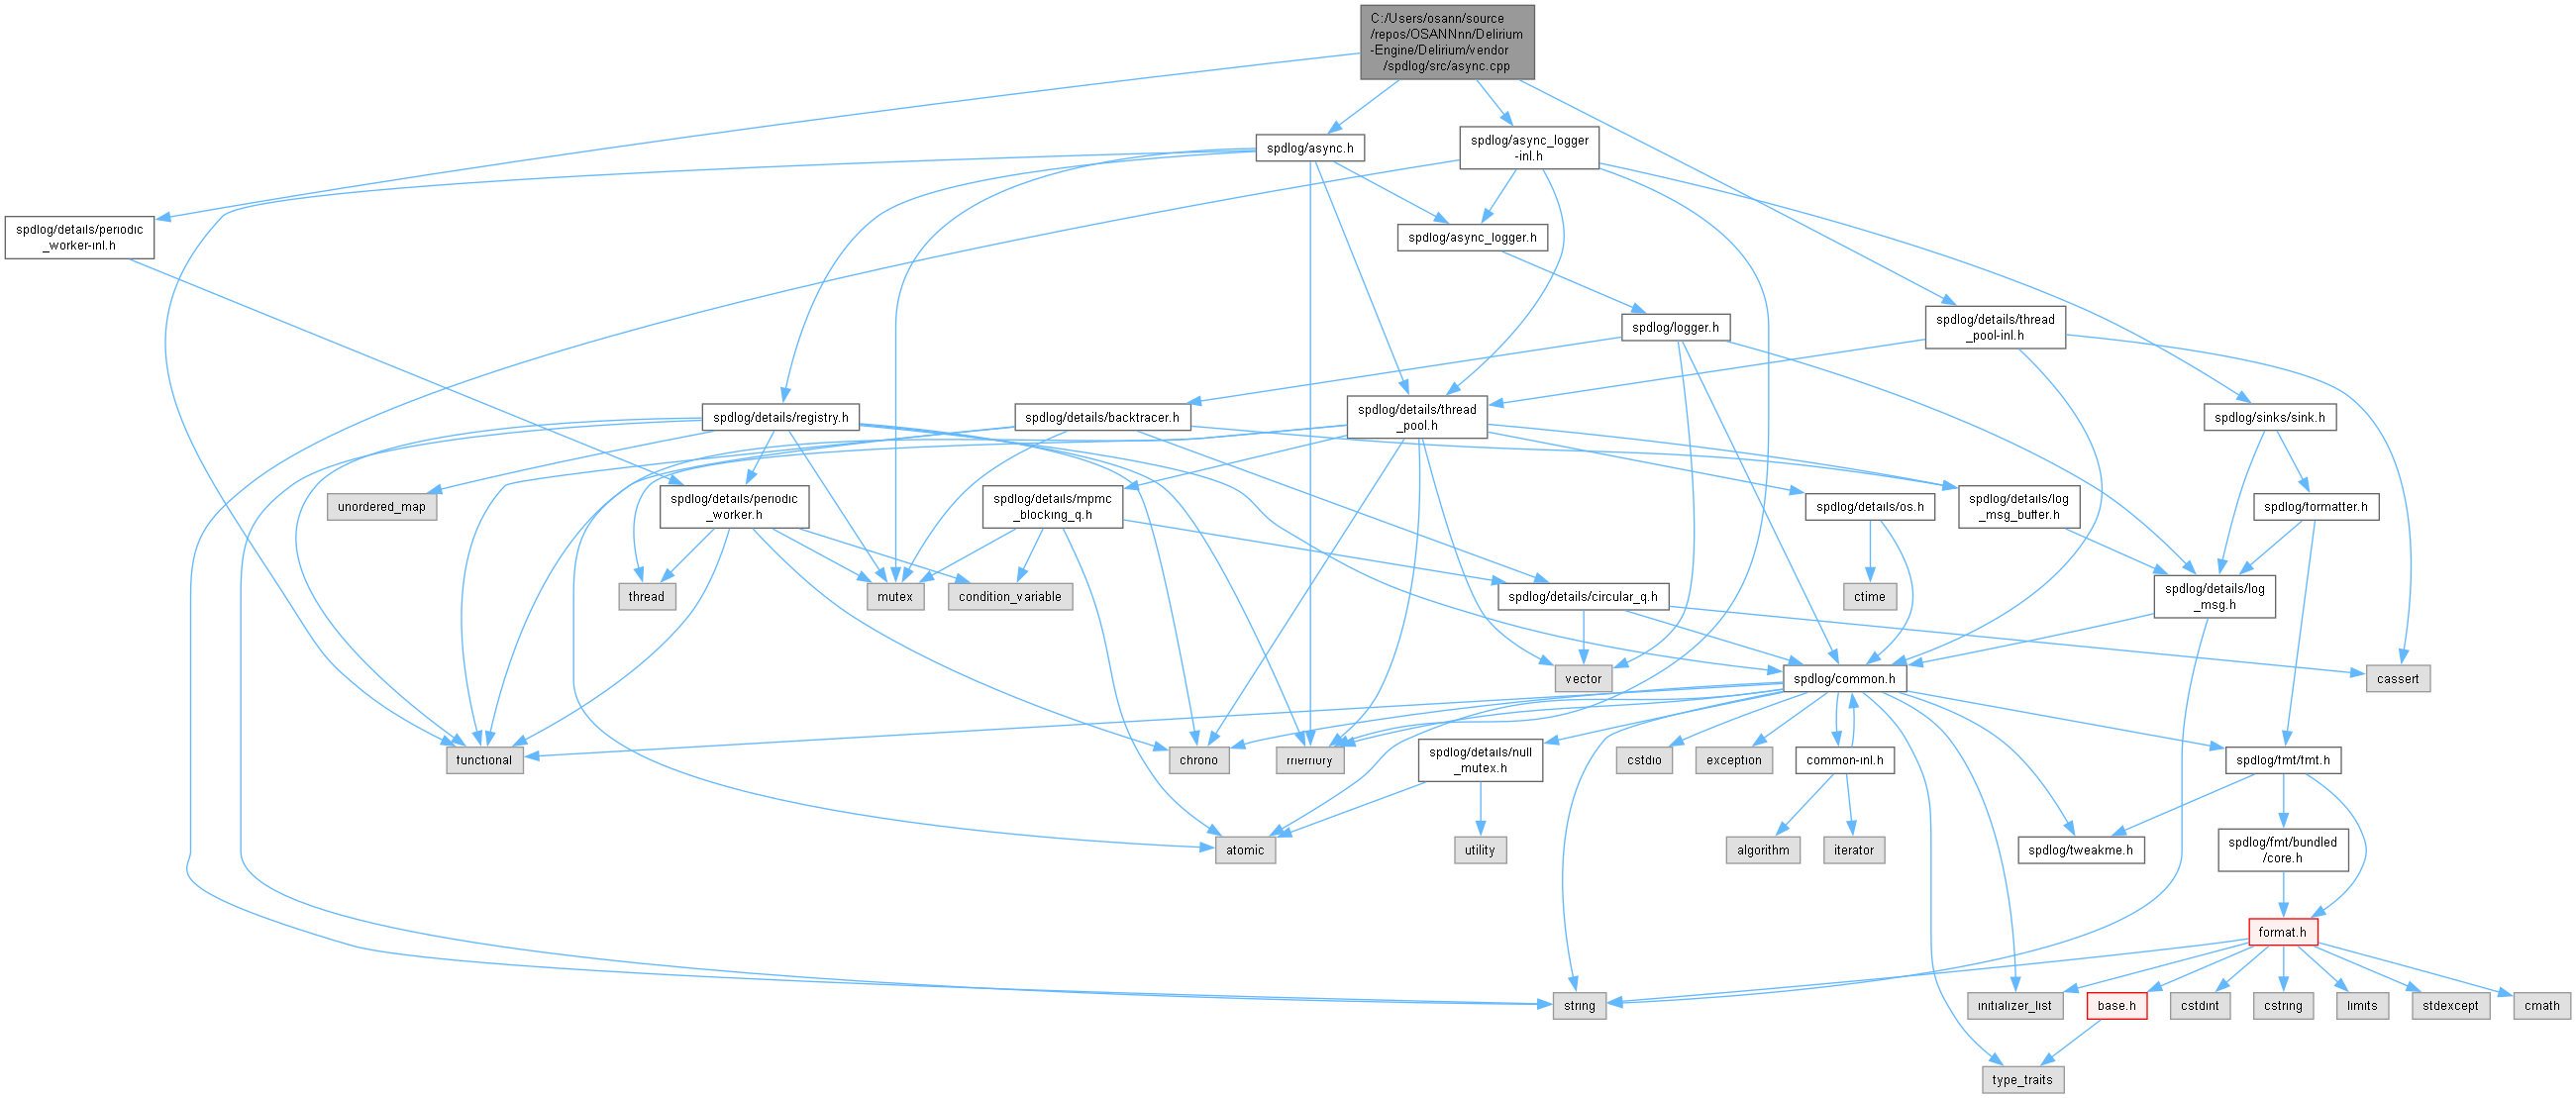 C:/Users/osann/source
/repos/OSANNnn/Delirium
-Engine/Delirium/vendor
/spdlog/src/async.cpp
spdlog/async.h
spdlog/async_logger
-inl.h
spdlog/details/periodic
_worker-inl.h
spdlog/async_logger.h
spdlog/logger.h
spdlog/details/thread
_pool-inl.h
spdlog/details/registry.h
spdlog/details/backtracer.h
spdlog/details/thread
_pool.h
spdlog/sinks/sink.h
unordered_map
spdlog/details/periodic
_worker.h
spdlog/details/mpmc
_blocking_q.h
spdlog/details/os.h
spdlog/details/log
_msg_buffer.h
spdlog/formatter.h
thread
mutex
condition_variable
spdlog/details/circular_q.h
ctime
spdlog/details/log
_msg.h
vector
spdlog/common.h
cassert
functional
chrono
memory
spdlog/details/null
_mutex.h
cstdio
exception
common-inl.h
spdlog/fmt/fmt.h
atomic
utility
algorithm
iterator
spdlog/tweakme.h
spdlog/fmt/bundled
/core.h
format.h
string
initializer_list
base.h
cstdint
cstring
limits
stdexcept
cmath
type_traits